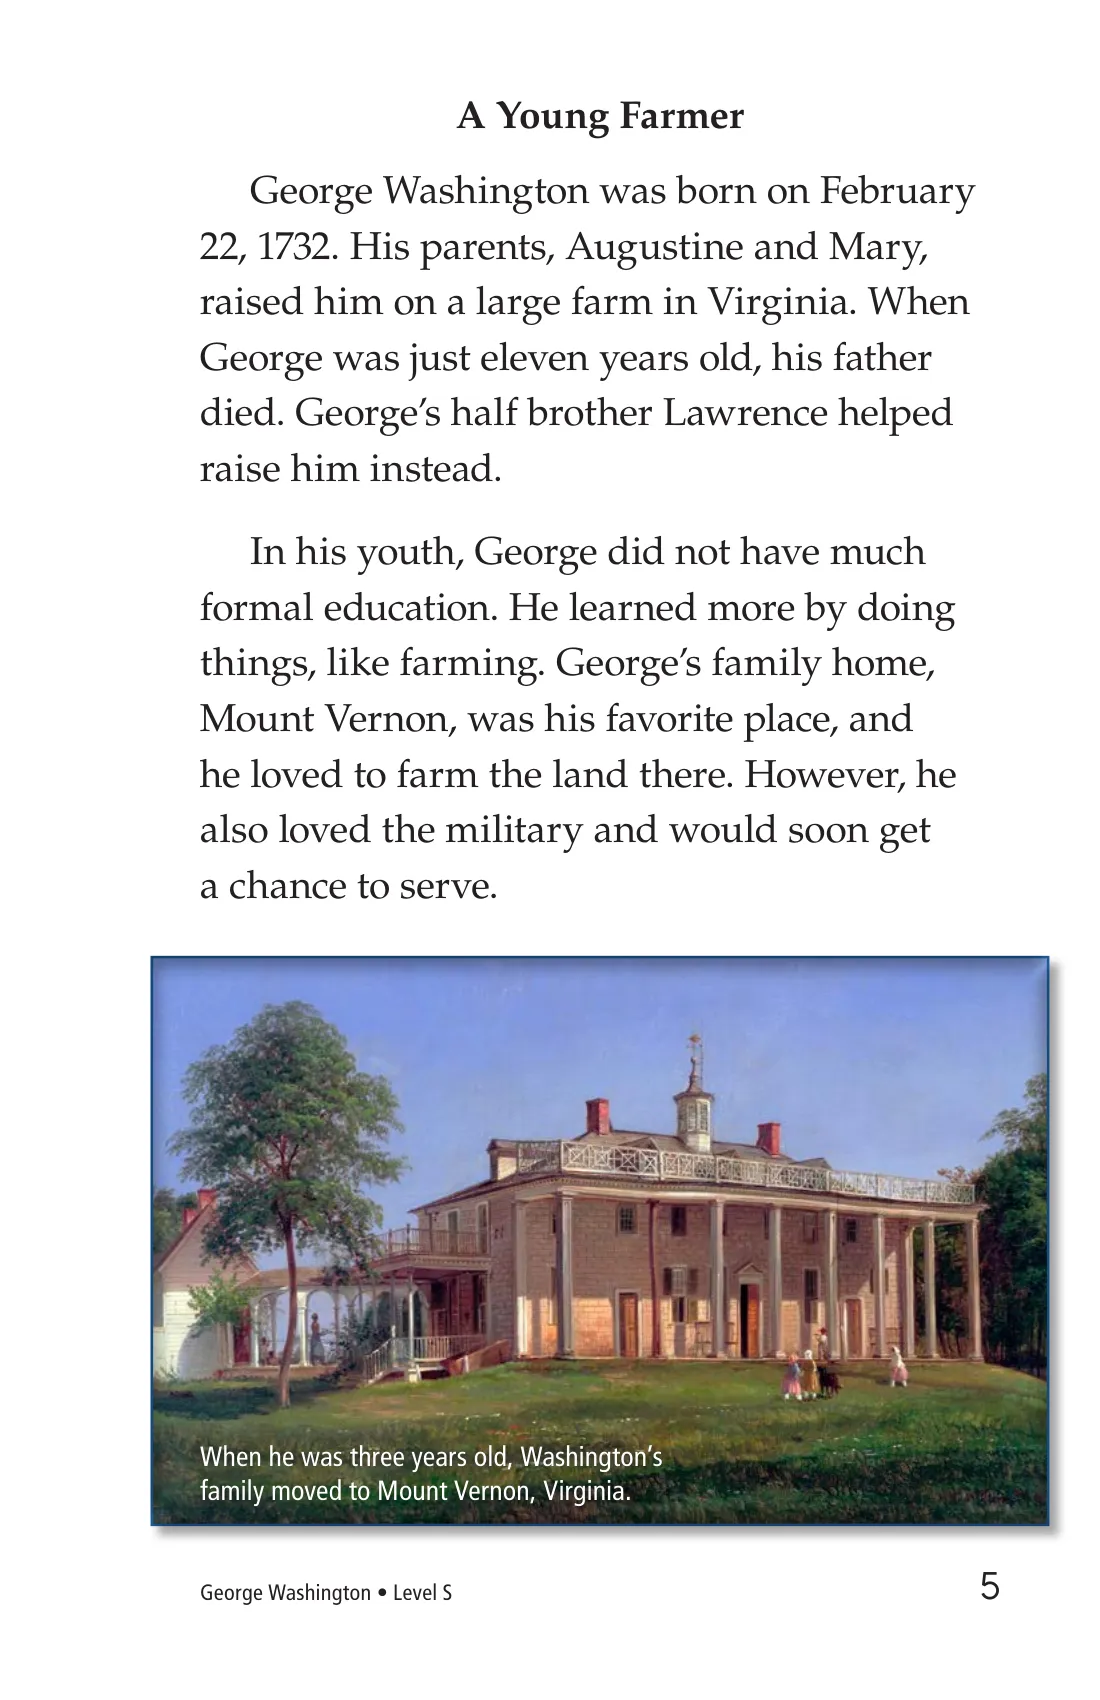 A Young Farmer
George Washington was born on February
22, 1732. His parents, Augustine and Mary,
raised him on a large farm in Virginia. When
George was just eleven years old, his father
died. George’s half brother Lawrence helped
raise him instead.
In his youth, George did not have much
formal education. He learned more by doing
things, like farming. George’s family home,
Mount Vernon, was his favorite place, and
he loved to farm the land there. However, he
also loved the military and would soon get
a chance to serve.
When he was three years old, Washington’s
family moved to Mount Vernon, Virginia.
George Washington • Level S
5